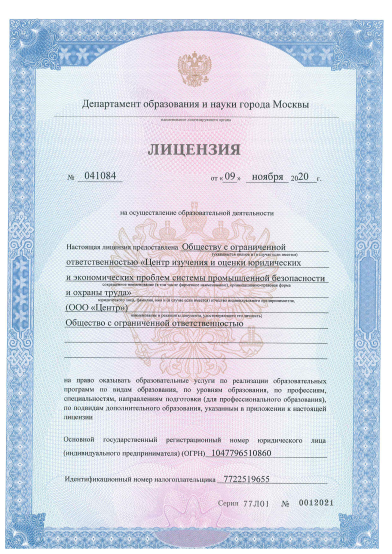 Департамент образования и науки города Москвы
наименование лицензирующего органа
ЛИЦЕНЗИЯ
№ 041084 от «09» ноября 2020 г.
на осуществление образовательной деятельности
Настоящая лицензия предоставлена Обществу с ограниченной
(указываются полное и (в случае если имеется)
ответственностью «Центр изучения и оценки юридических
и экономических проблем системы промышленной безопасности
сокращенное наименование (в том числе фирменное наименование), организационно-правовая форма
и охраны труда»
юридического лица, фамилия, имя и (в случае если имеется) отчество индивидуального предпринимателя,
(ООО «Центр»)
наименование и реквизиты документа, удостоверяющего его личность)
Общество с ограниченной ответственностью
на право оказывать образовательные услуги по реализации образовательных
программ по видам образования, по уровням образования, по профессиям,
специальностям, направлениям подготовки (для профессионального образования),
по подвидам дополнительного образования, указанным в приложении к настоящей
лицензии
Основной государственный регистрационный номер юридического лица
(индивидуального предпринимателя) (ОГРН) 1047796510860
Идентификационный номер налогоплательщика 7722519655
Серия 77Л01 № 0012021